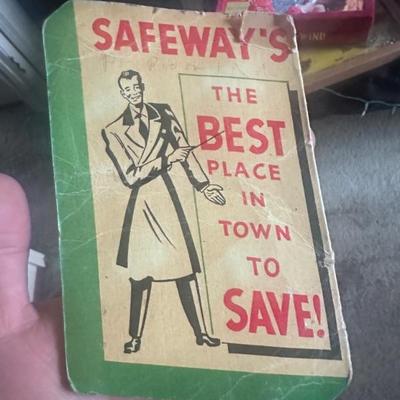 SAFEWAY'S
THE
BEST
PLACE
IN
TOWN
TO
SAVE!